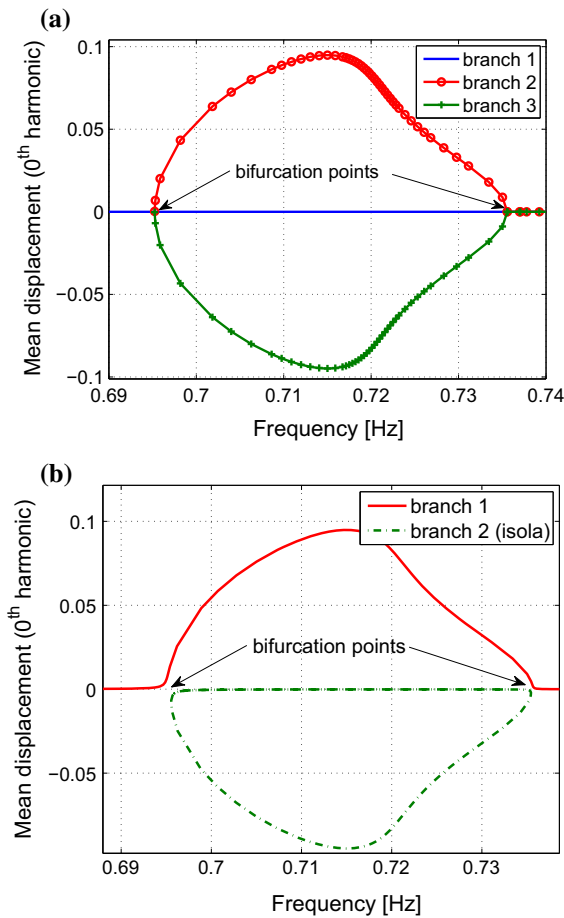 (a)
0.1
0.05
0
−0.05
−0.1
Mean displacement (0th harmonic)
branch 1
branch 2
branch 3
bifurcation points
0.69
0.7
0.71
0.72
0.73
0.74
Frequency [Hz]
(b)
0.1
0.05
0
−0.05
Mean displacement (0th harmonic)
branch 1
branch 2 (isola)
bifurcation points
0.69
0.7
0.71
0.72
0.73
Frequency [Hz]